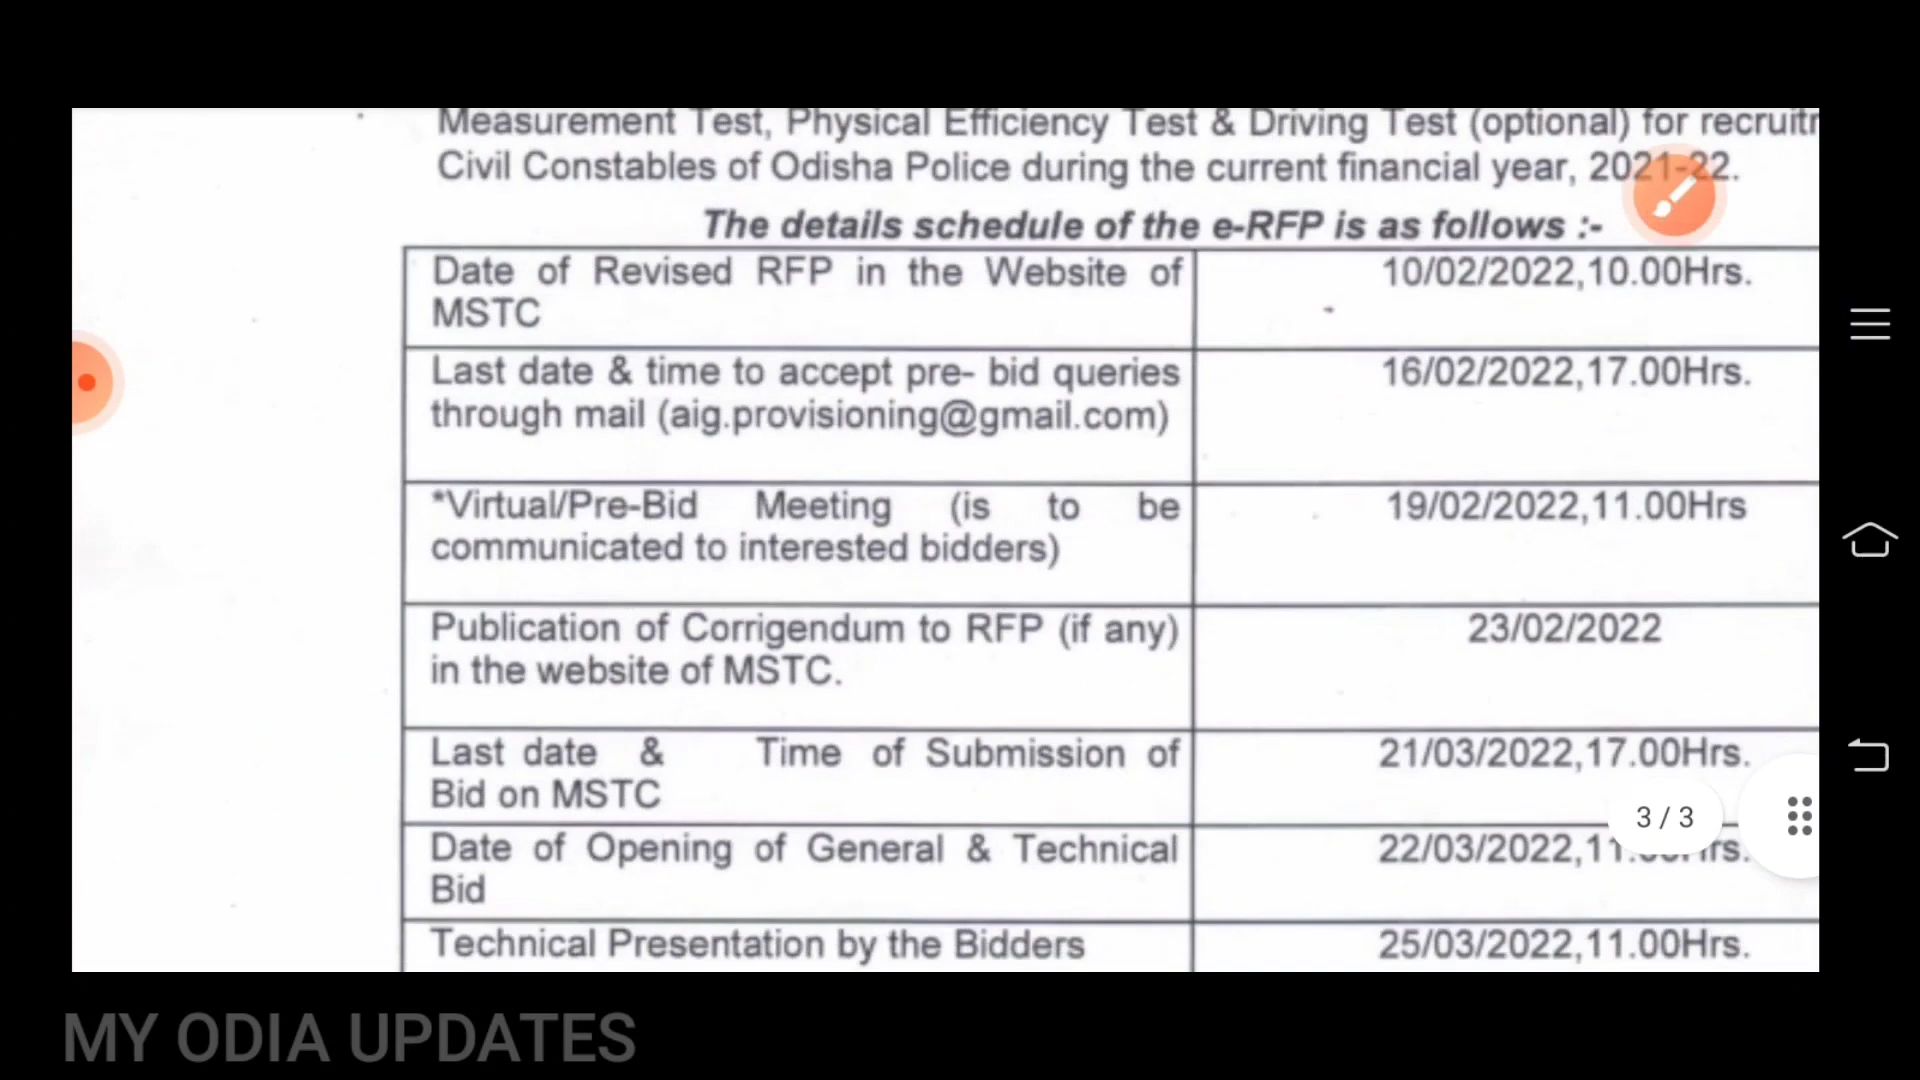 Measurement Test, Physical Efficiency Test & Driving Test (optional) for
Civil Constables of Odisha Police during the current financial year, 2021-22.
The details schedule of the e-RFP is as follows :-
Date of Revised RFP in the Website of
MSTC
10/02/2022,10.00Hrs.
Last date & time to accept pre- bid queries
through mail (aig.provisioning@gmail.com)
16/02/2022,17.00Hrs.
*Virtual/Pre-Bid Meeting (is to be
communicated to interested bidders)
19/02/2022,11.00Hrs
Publication of Corrigendum to RFP (if any)
in the website of MSTC.
23/02/2022
Last date & Time of Submission of
Bid on MSTC
21/03/2022,17.00Hrs.
3 / 3
Date of Opening of General & Technical
Bid
22/03/2022,
Technical Presentation by the Bidders
25/03/2022,11.00Hrs.
MY ODIA UPDATES